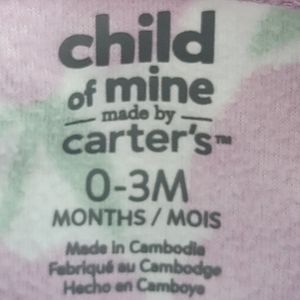 child
of mine
made by
carter's™
0-3M
MONTHS / MOIS
Made in Cambodia
Fabriqué au Cambodge
Hecho en Camboya